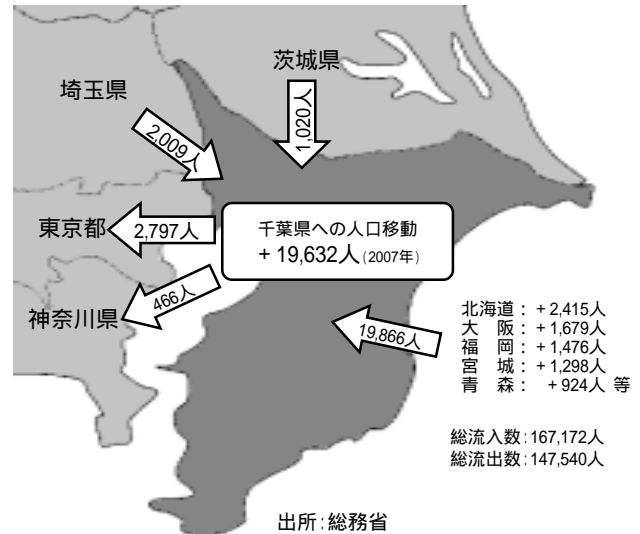 茨城県
埼玉県
1,020人
2,009人
東京都
2,797人
千葉県への人口移動
+ 19,632人(2007年)
神奈川県
466人
19,866人
北海道：+2,415人
大　阪：+1,679人
福　岡：+1,476人
宮　城：+1,298人
青　森： +924人 等
総流入数：167,172人
総流出数：147,540人
出所：総務省